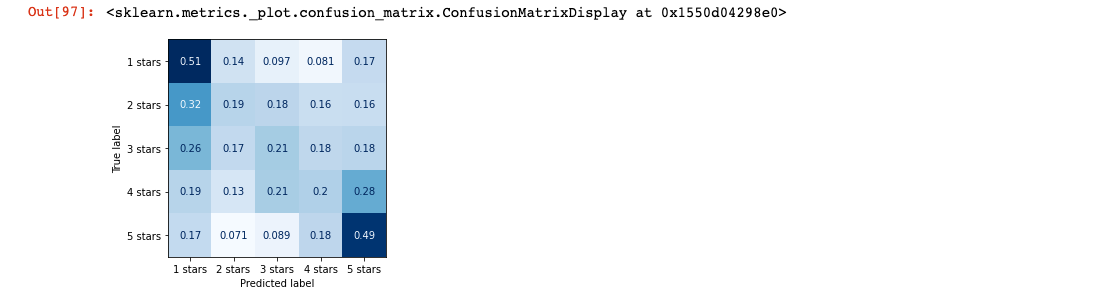 Out[97]: <sklearn.metrics._plot.confusion_matrix.ConfusionMatrixDisplay at 0x1550d04298e0>
1 stars 0.51 0.14 0.097 0.081 0.17
2 stars 0.32 0.19 0.18 0.16 0.16
True label
3 stars 0.26 0.17 0.21 0.18 0.18
4 stars 0.19 0.13 0.21 0.2 0.28
5 stars 0.17 0.071 0.089 0.18 0.49
1 stars 2 stars 3 stars 4 stars 5 stars
Predicted label